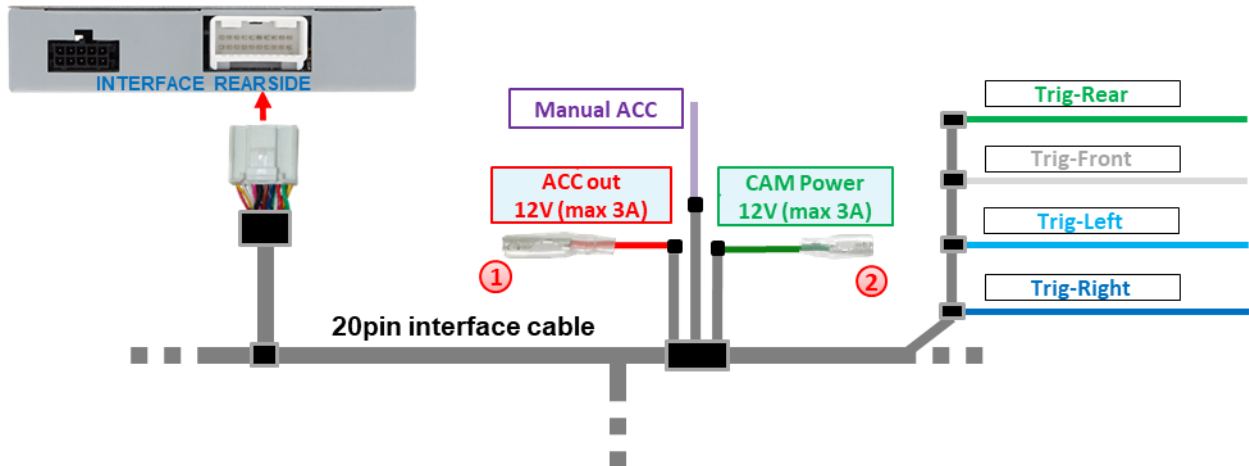 INTERFACE REARSIDE
Manual ACC
ACC out
12V (max 3A)
CAM Power
12V (max 3A)
1
2
Trig-Rear
Trig-Front
Trig-Left
Trig-Right
20pin interface cable